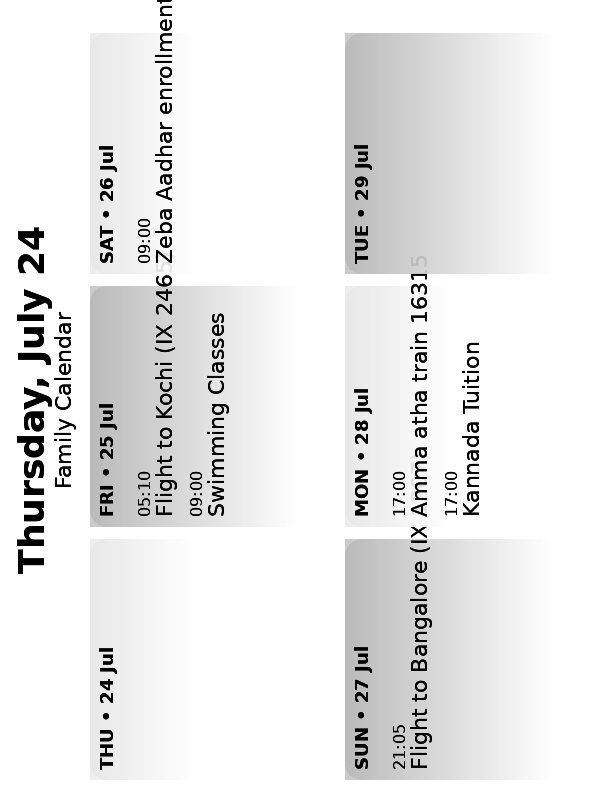 Thursday, July 24
Family Calendar
THU • 24 Jul
FRI • 25 Jul
05:10
Flight to Kochi (IX 2465
09:00
Swimming Classes
SAT • 26 Jul
09:00
Zeba Aadhar enrollment
SUN • 27 Jul
21:05
Flight to Bangalore (IX
MON • 28 Jul
17:00
Amma atha train 16315
17:00
Kannada Tuition
TUE • 29 Jul